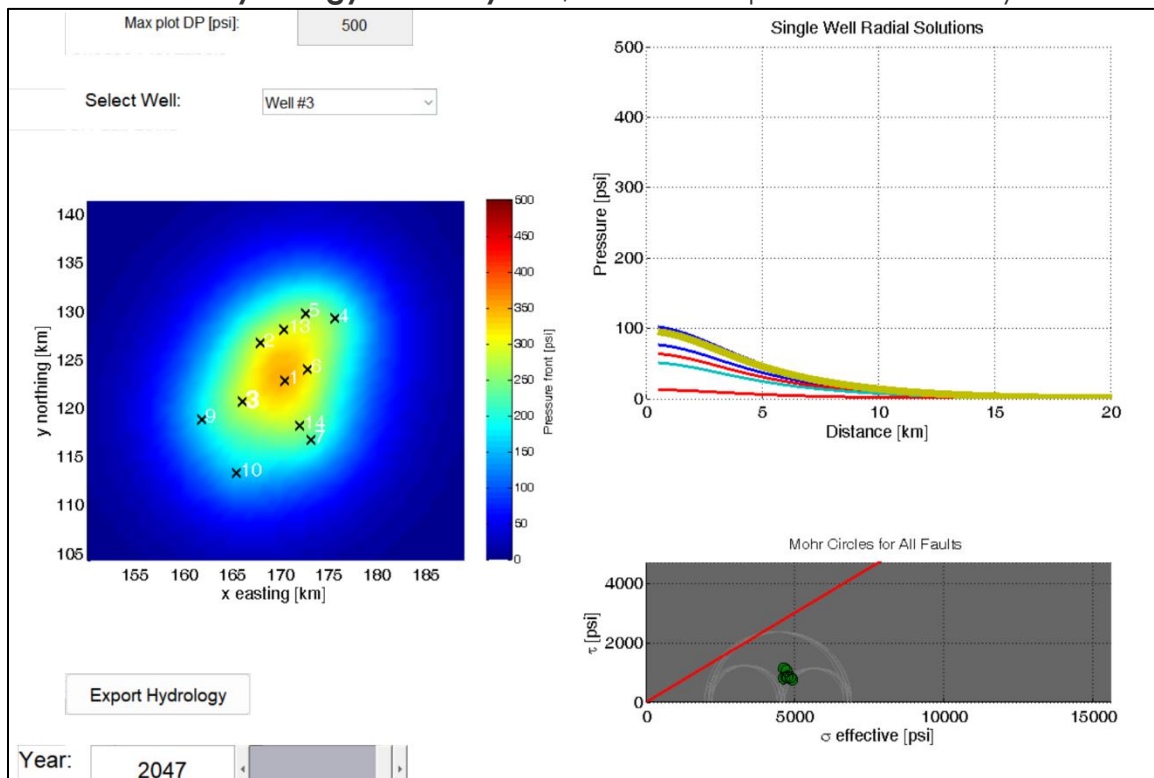 Max plot DP [psi]:
500
Select Well:
Well #3
140
135
130
125
120
115
110
105
y northing [km]
155 160 165 170 175 180 185
x easting [km]
5
4
13
2
6
1
3
9
14
7
10
500
450
400
350
300
250
200
150
100
50
0
Pressure front [psi]
Export Hydrology
Year:
2047
Single Well Radial Solutions
500
400
300
200
100
0
Pressure [psi]
0 5 10 15 20
Distance [km]
Mohr Circles for All Faults
4000
2000
0
τ [psi]
0 5000 10000 15000
σ effective [psi]